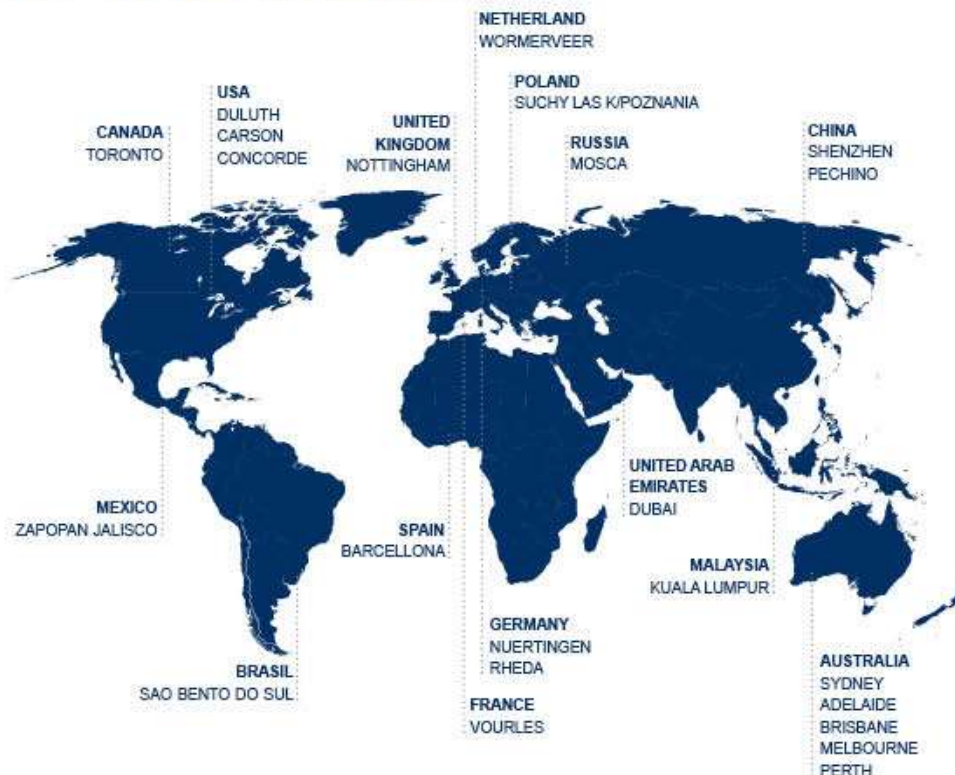 NETHERLAND
WORMERVEER
POLAND
SUCHY LAS K/POZNANIA
USA
DULUTH
CARSON
CONCORDE
CANADA
TORONTO
UNITED
KINGDOM
NOTTINGHAM
RUSSIA
MOSCA
CHINA
SHENZHEN
PECHINO
MEXICO
ZAPOPAN JALISCO
SPAIN
BARCELLONA
UNITED ARAB
EMIRATES
DUBAI
MALAYSIA
KUALA LUMPUR
GERMANY
NUERTINGEN
RHEDA
BRASIL
SAO BENTO DO SUL
FRANCE
VOURLES
AUSTRALIA
SYDNEY
ADELAIDE
BRISBANE
MELBOURNE
PERTH